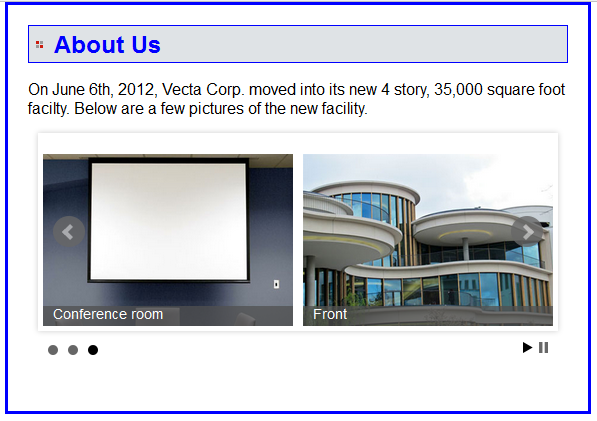 About Us
On June 6th, 2012, Vecta Corp. moved into its new 4 story, 35,000 square foot
facilty. Below are a few pictures of the new facility.
Conference room
Front